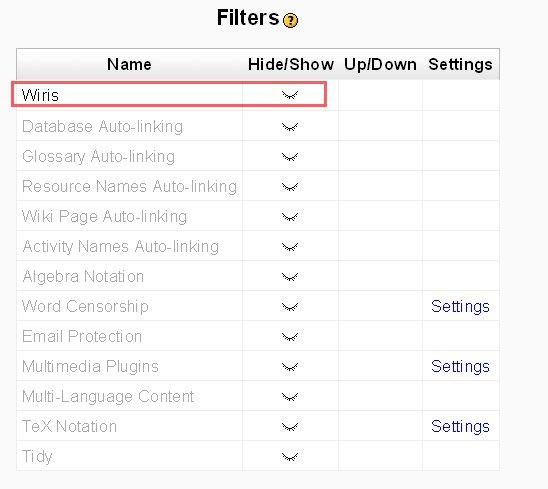 Filters ?
Name Hide/Show Up/Down Settings
Wiris
Database Auto-linking
Glossary Auto-linking
Resource Names Auto-linking
Wiki Page Auto-linking
Activity Names Auto-linking
Algebra Notation
Word Censorship Settings
Email Protection
Multimedia Plugins Settings
Multi-Language Content
TeX Notation Settings
Tidy